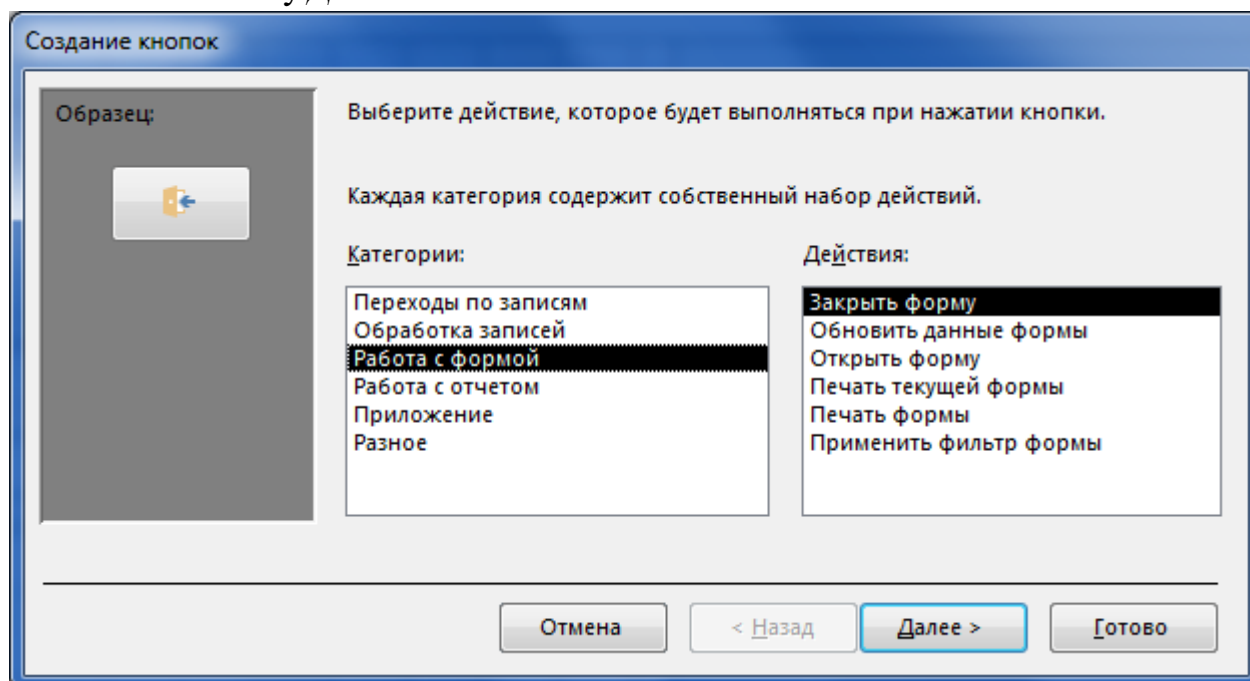 Создание кнопок
Образец:
Выберите действие, которое будет выполняться при нажатии кнопки.
Каждая категория содержит собственный набор действий.
Категории:
Переходы по записям
Обработка записей
Работа с формой
Работа с отчетом
Приложение
Разное
Действия:
Закрыть форму
Обновить данные формы
Открыть форму
Печать текущей формы
Печать формы
Применить фильтр формы
Отмена
< Назад
Далее >
Готово